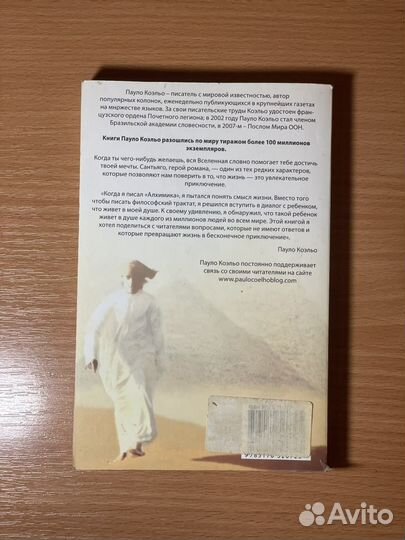 Пауло Коэльо – писатель с мировой известностью, автор
популярных колонок, еженедельно публикующихся в крупнейших газетах
на множестве языков. За свои писательские труды Коэльо удостоен фран-
цузского ордена Почетного легиона; в 2002 году Пауло Коэльо стал членом
Бразильской академии словесности, в 2007-м – Послом Мира ООН.
Книги Пауло Коэльо разошлись по миру тиражом более 100 миллионов
экземпляров.
Когда ты чего-нибудь желаешь, вся Вселенная словно помогает тебе достичь
твоей мечты. Сантьяго, герой романа, — один из тех редких характеров,
которые позволяют нам поверить в то, что жизнь — это увлекательное
приключение.
«Когда я писал «Алхимика», я пытался понять смысл жизни. Вместо того
чтобы писать философский трактат, я решился вступить в диалог с ребенком,
что живет в моей душе. К своему удивлению, я обнаружил, что такой ребенок
живет в душе каждого из миллионов людей во всем мире. Этой книгой я
хотел поделиться с читателями вопросами, которые не имеют ответов и
которые превращают жизнь в бесконечное приключение».
Пауло Коэльо
Пауло Коэльо постоянно поддерживает
связь со своими читателями на сайте
www.paulocoelhoblog.com
Avito